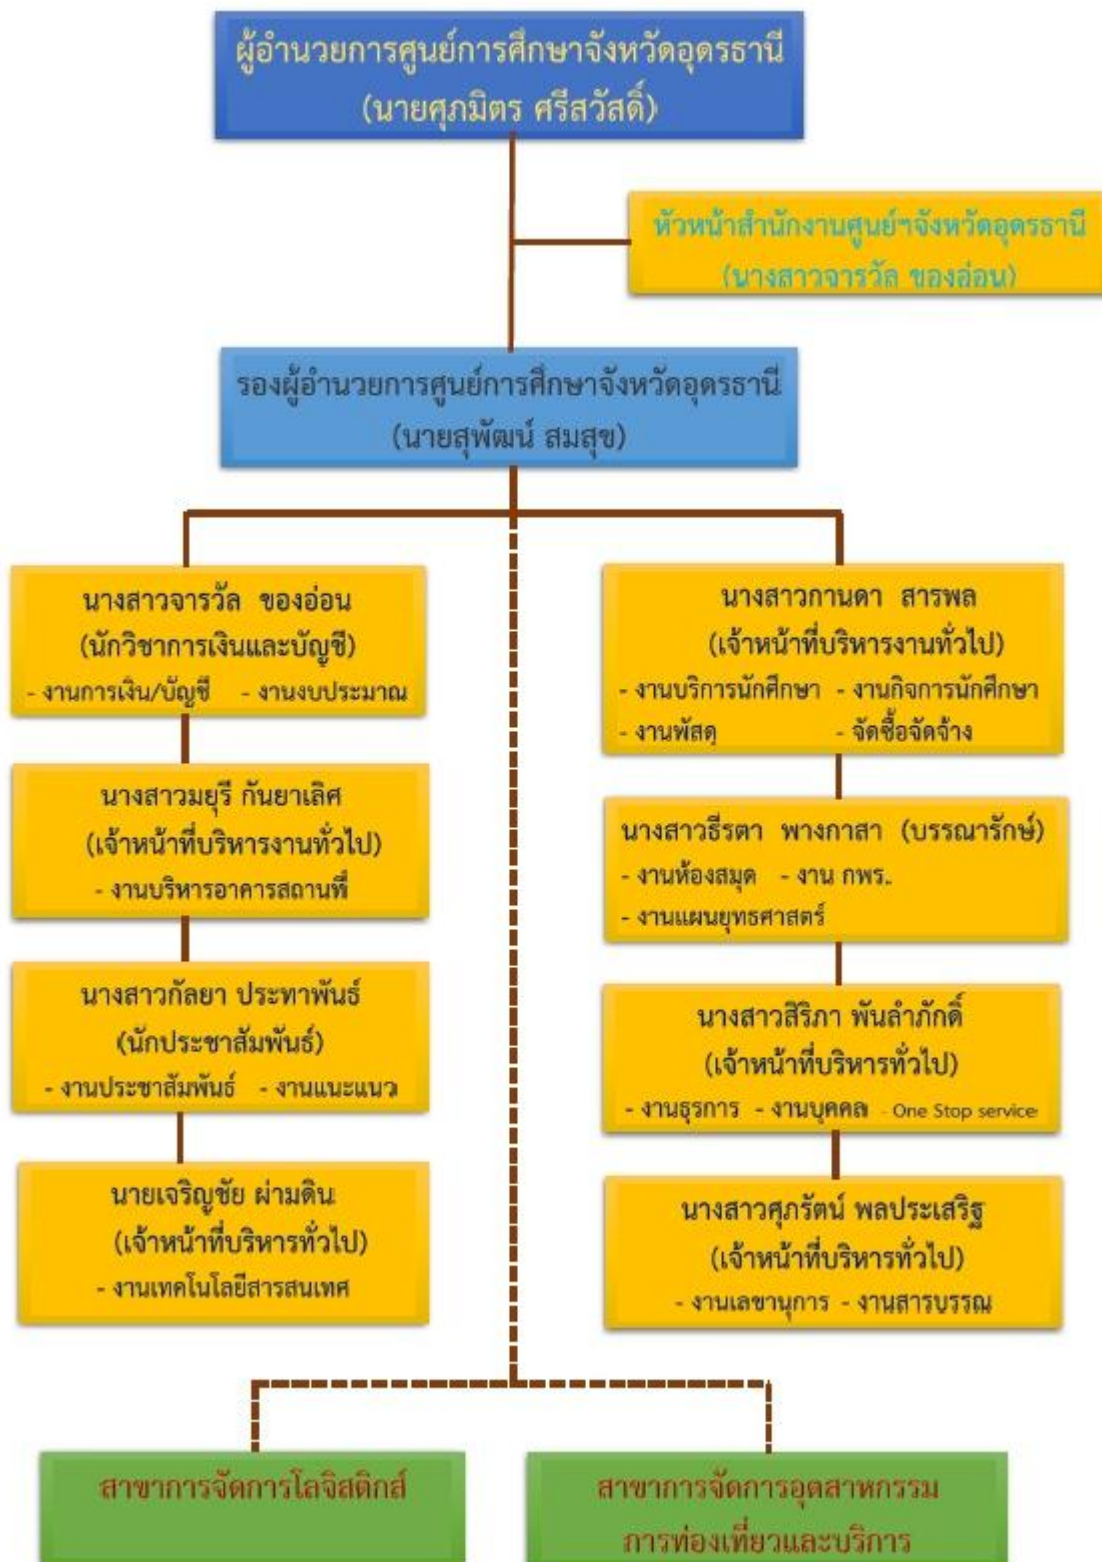 ผู้อำนวยการศูนย์การศึกษาจังหวัดอุดรธานี
(นายศุภมิตร ศรีสวัสดิ์)
หัวหน้าสำนักงานศูนย์ฯจังหวัดอุดรธานี
(นางสาวจารวัล ของอ่อน)
รองผู้อำนวยการศูนย์การศึกษาจังหวัดอุดรธานี
(นายสุพัฒน์ สมสุข)
นางสาวจารวัล ของอ่อน
(นักวิชาการเงินและบัญชี)
- งานการเงิน/บัญชี - งานงบประมาณ
นางสาวมยุรี กันยาเลิศ
(เจ้าหน้าที่บริหารงานทั่วไป)
- งานบริหารอาคารสถานที่
นางสาวกัลยา ประทาพันธ์
(นักประชาสัมพันธ์)
- งานประชาสัมพันธ์ - งานแนะแนว
นายเจริญชัย ผ่ามดิน
(เจ้าหน้าที่บริหารทั่วไป)
- งานเทคโนโลยีสารสนเทศ
นางสาวกานดา สารพล
(เจ้าหน้าที่บริหารงานทั่วไป)
- งานบริการนักศึกษา - งานกิจการนักศึกษา
- งานพัสดุ - จัดซื้อจัดจ้าง
นางสาวธีรตา พางกาสา (บรรณารักษ์)
- งานห้องสมุด - งาน กพร.
- งานแผนยุทธศาสตร์
นางสาวสิริภา พันลำภักดิ์
(เจ้าหน้าที่บริหารทั่วไป)
- งานธุรการ - งานบุคคล - One Stop service
นางสาวศุภรัตน์ พลประเสริฐ
(เจ้าหน้าที่บริหารทั่วไป)
- งานเลขานุการ - งานสารบรรณ
สาขาการจัดการโลจิสติกส์
สาขาการจัดการอุตสาหกรรม
การท่องเที่ยวและบริการ